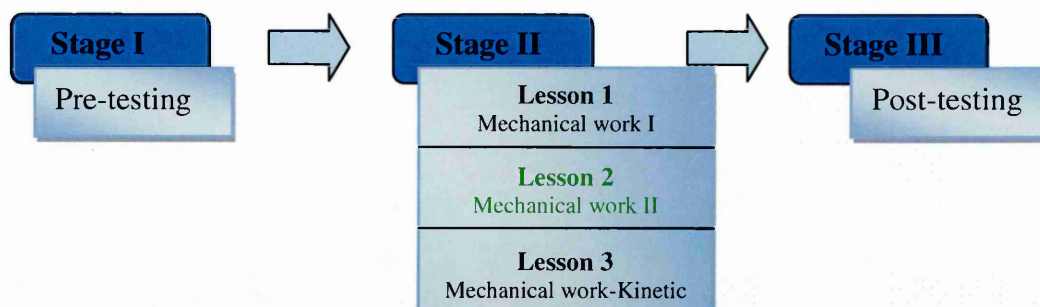 Stage I
Pre-testing
Stage II
Lesson 1
Mechanical work I
Lesson 2
Mechanical work II
Lesson 3
Mechanical work-Kinetic
Stage III
Post-testing